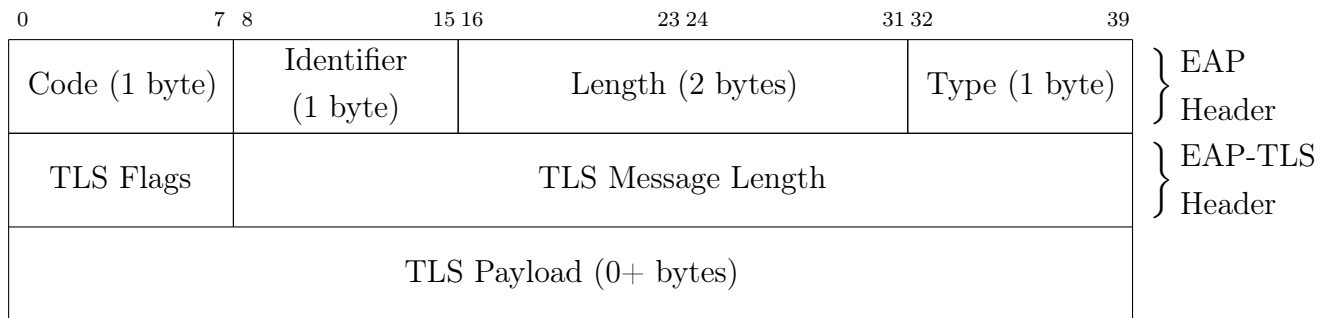 0 7 8 15 16 23 24 31 32 39
Code (1 byte) Identifier (1 byte) Length (2 bytes) Type (1 byte) EAP Header
TLS Flags TLS Message Length EAP-TLS Header
TLS Payload (0+ bytes)